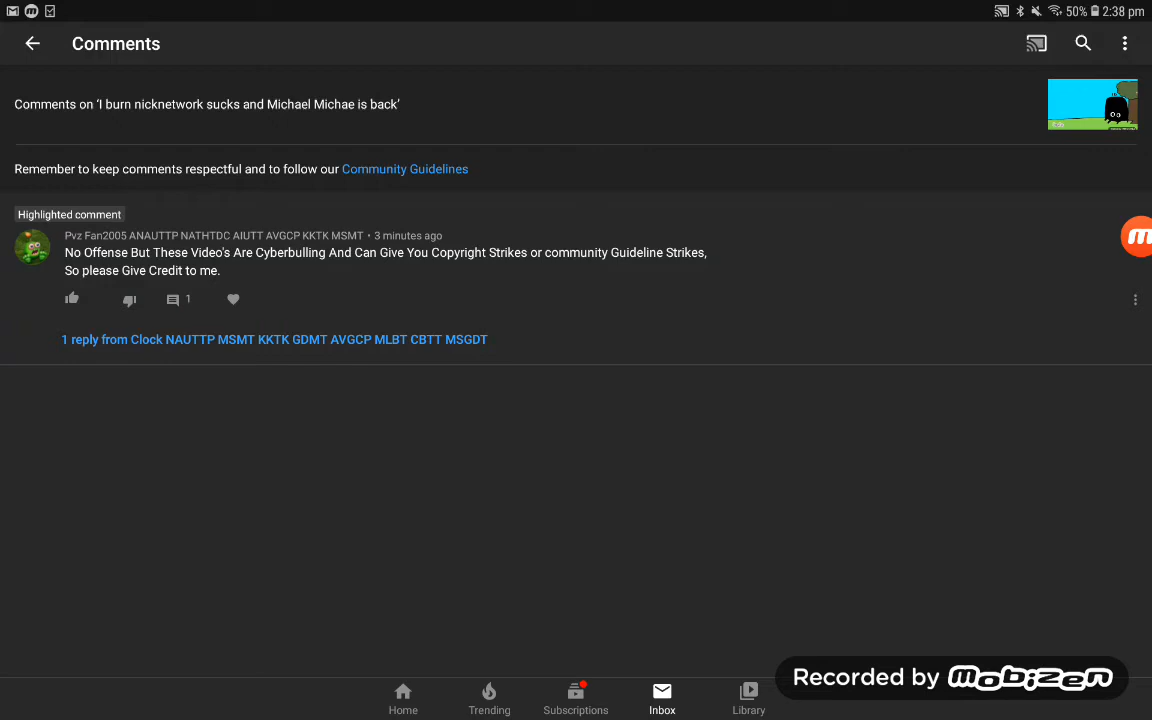 50% 2:38 pm
Comments
Comments on 'I burn nicknetwork sucks and Michael Michae is back'
Remember to keep comments respectful and to follow our Community Guidelines
Highlighted comment
Pvz Fan2005 ANAUTTP NATHTDC AIUTT AVGCP KKTK MSMT • 3 minutes ago
No Offense But These Video's Are Cyberbulling And Can Give You Copyright Strikes or community Guideline Strikes,
So please Give Credit to me.
1
1 reply from Clock NAUTTP MSMT KKTK GDMT AVGCP MLBT CBTT MSGDT
Recorded by mobizen
Home Trending Subscriptions Inbox Library